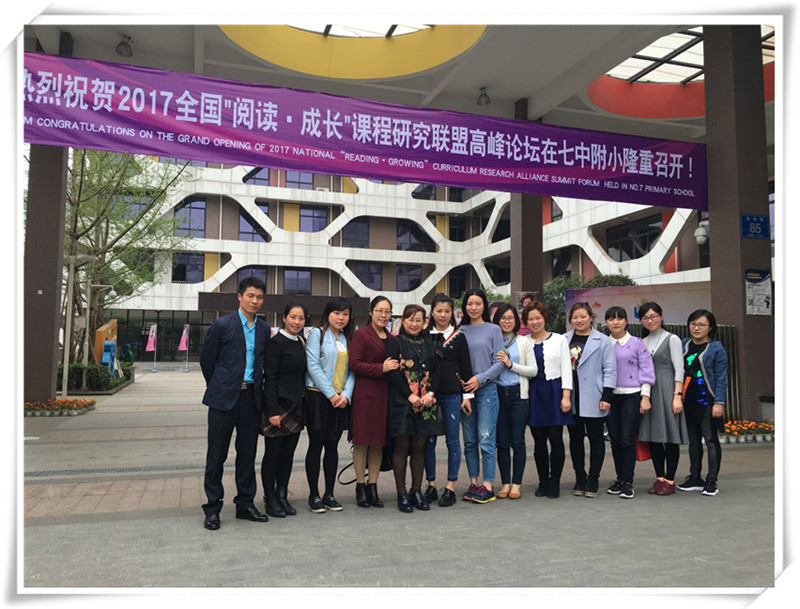 热烈祝贺2017全国"阅读·成长"课程研究联盟高峰论坛在七中附小隆重召开！
CONGRATULATIONS ON THE GRAND OPENING OF 2017 NATIONAL “READING·GROWING” CURRICULUM RESEARCH ALLIANCE SUMMIT FORUM HELD IN NO.7 PRIMARY SCHOOL
85